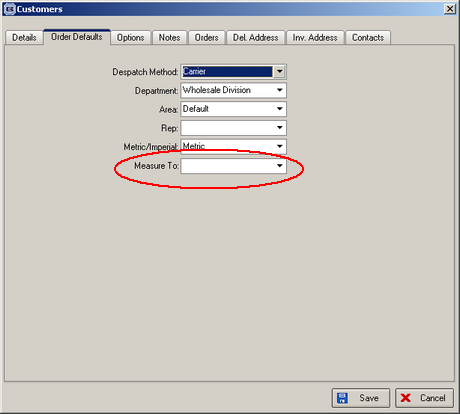 Customers
Details Order Defaults Options Notes Orders Del. Address Inv. Address Contacts
Despatch Method: Carrier
Department: Wholesale Division
Area: Default
Rep:
Metric/Imperial: Metric
Measure To:
Save Cancel